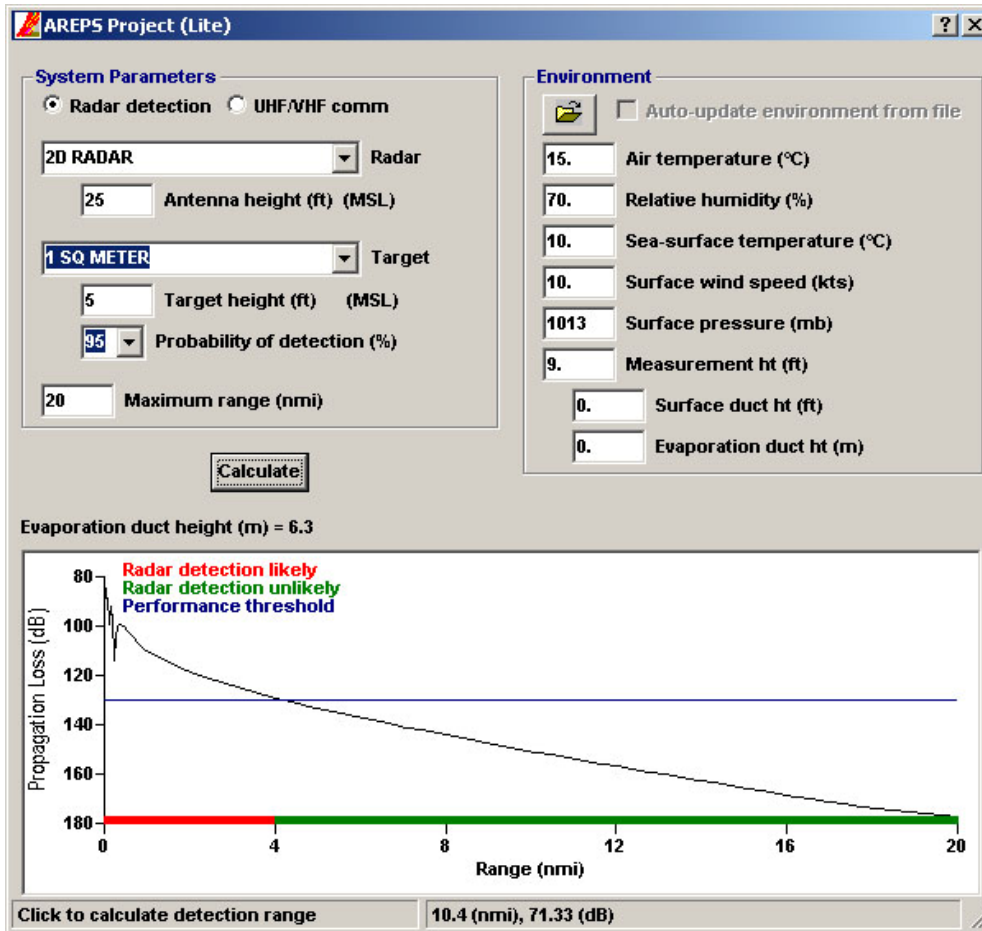 AREPS Project (Lite)
System Parameters
Radar detection
UHF/VHF comm
2D RADAR
Radar
25
Antenna height (ft) (MSL)
1 SQ METER
Target
5
Target height (ft) (MSL)
95
Probability of detection (%)
20
Maximum range (nmi)
Calculate
Environment
Auto-update environment from file
15.
Air temperature (°C)
70.
Relative humidity (%)
10.
Sea-surface temperature (°C)
10.
Surface wind speed (kts)
1013
Surface pressure (mb)
9.
Measurement ht (ft)
0.
Surface duct ht (ft)
0.
Evaporation duct ht (m)
Evaporation duct height (m) = 6.3
Radar detection likely
Radar detection unlikely
Performance threshold
Propagation Loss (dB)
80
100
120
140
160
180
0
4
8
12
16
20
Range (nmi)
Click to calculate detection range
10.4 (nmi), 71.33 (dB)